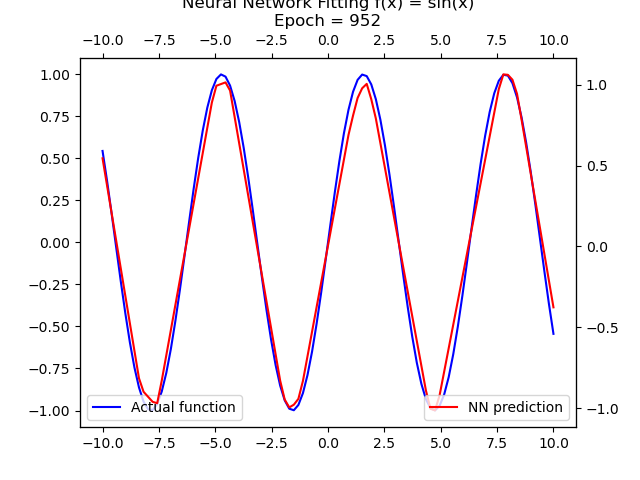 Neural Network Fitting f(x) = sin(x)
Epoch = 952
−10.0 −7.5 −5.0 −2.5 0.0 2.5 5.0 7.5 10.0
1.00
0.75
0.50
0.25
0.00
−0.25
−0.50
−0.75
−1.00
1.0
0.5
0.0
−0.5
−1.0
Actual function
NN prediction
−10.0 −7.5 −5.0 −2.5 0.0 2.5 5.0 7.5 10.0